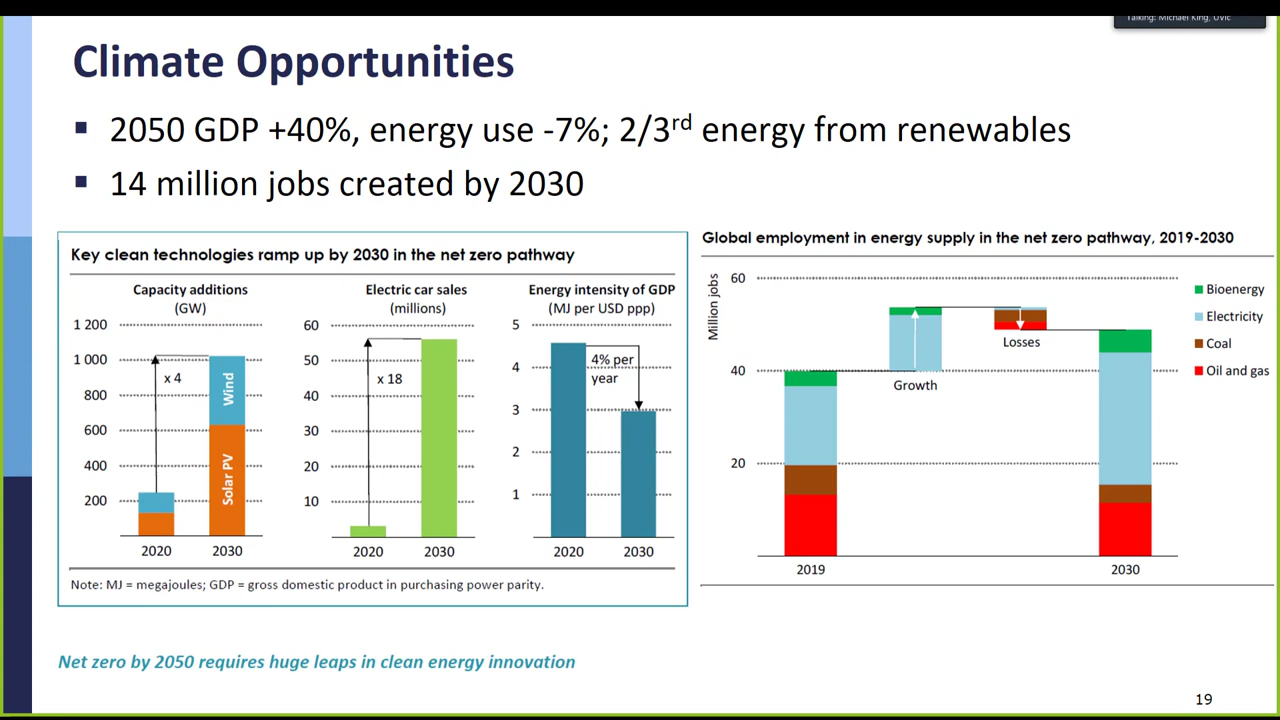 Talking: Michael King, UVic
Climate Opportunities
▪ 2050 GDP +40%, energy use -7%; 2/3rd energy from renewables
▪ 14 million jobs created by 2030
Key clean technologies ramp up by 2030 in the net zero pathway
Capacity additions
(GW)
1 200
1 000
800
600
400
200
x 4
Wind
Solar PV
2020
2030
Electric car sales
(millions)
60
50
40
30
20
10
x 18
2020
2030
Energy intensity of GDP
(MJ per USD ppp)
5
4
3
2
1
4% per
year
2020
2030
Note: MJ = megajoules; GDP = gross domestic product in purchasing power parity.
Global employment in energy supply in the net zero pathway, 2019-2030
Million jobs
60
40
20
Growth
Losses
2019
2030
Bioenergy
Electricity
Coal
Oil and gas
Net zero by 2050 requires huge leaps in clean energy innovation
19